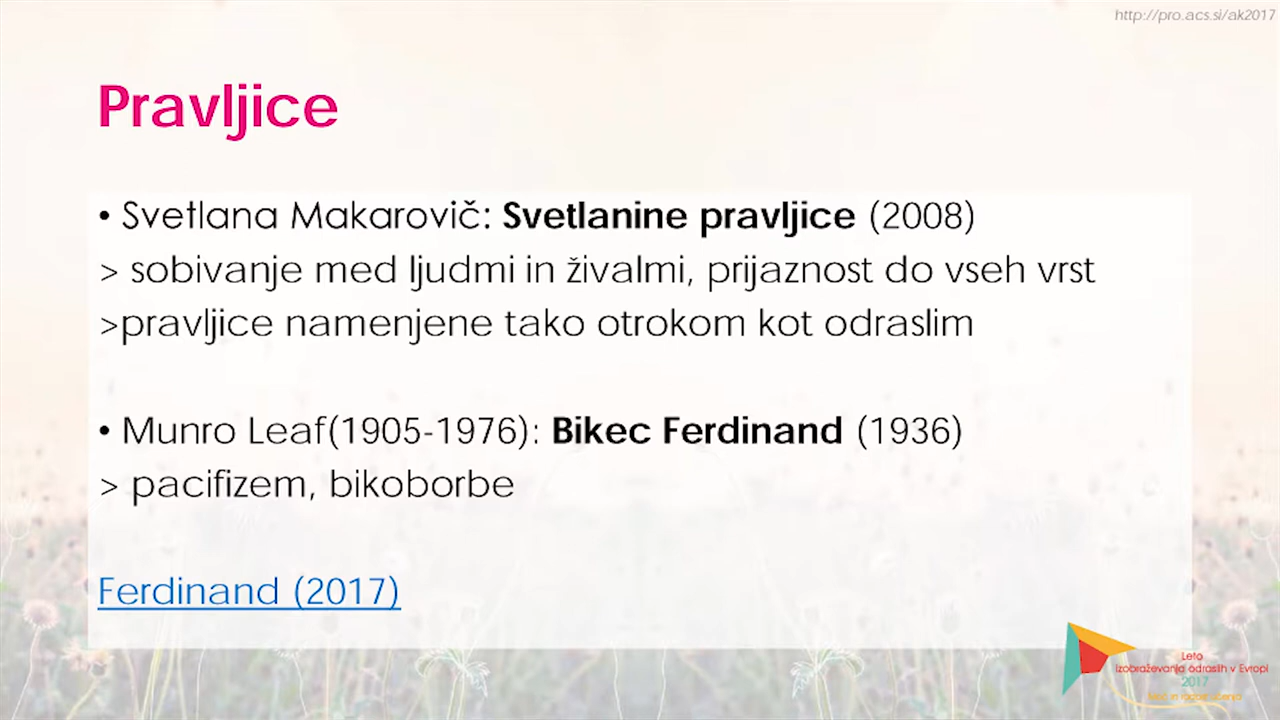 http://pro.acs.si/ak2017
Pravljice
• Svetlana Makarovič: Svetlanine pravljice (2008)
> sobivanje med ljudmi in živalmi, prijaznost do vseh vrst
>pravljice namenjene tako otrokom kot odraslim
• Munro Leaf(1905-1976): Bikec Ferdinand (1936)
> pacifizem, bikoborbe
Ferdinand (2017)
Leto
izobraževanja odraslih v Evropi
2017